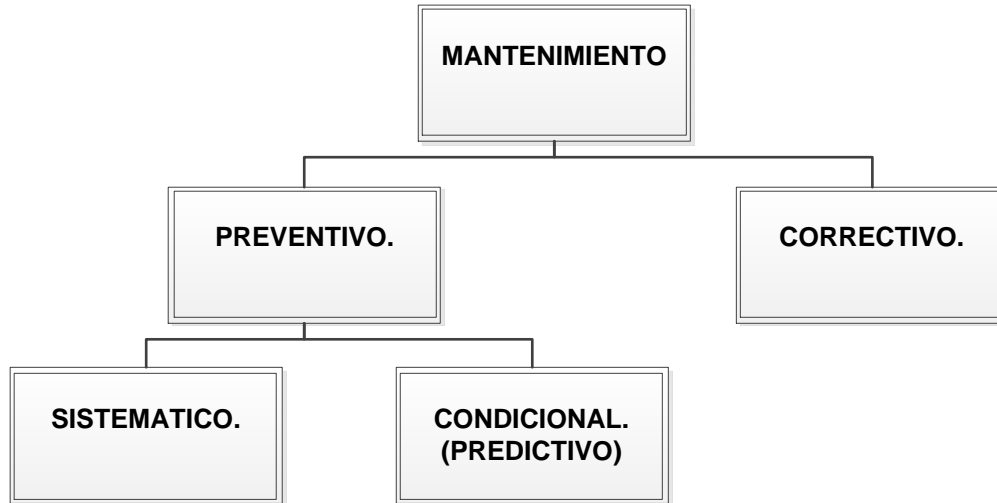 MANTENIMIENTO
PREVENTIVO.
CORRECTIVO.
SISTEMATICO.
CONDICIONAL.
(PREDICTIVO)